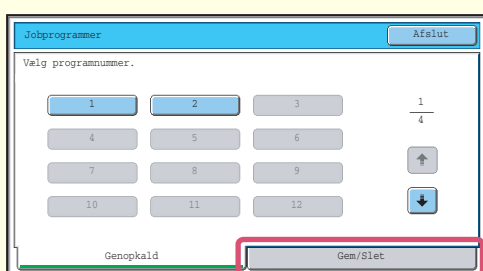 Jobprogrammer Afslut
Vælg programnummer.
1 2 3 1
4
4 5 6
7 8 9
10 11 12
Genopkald Gem/Slet